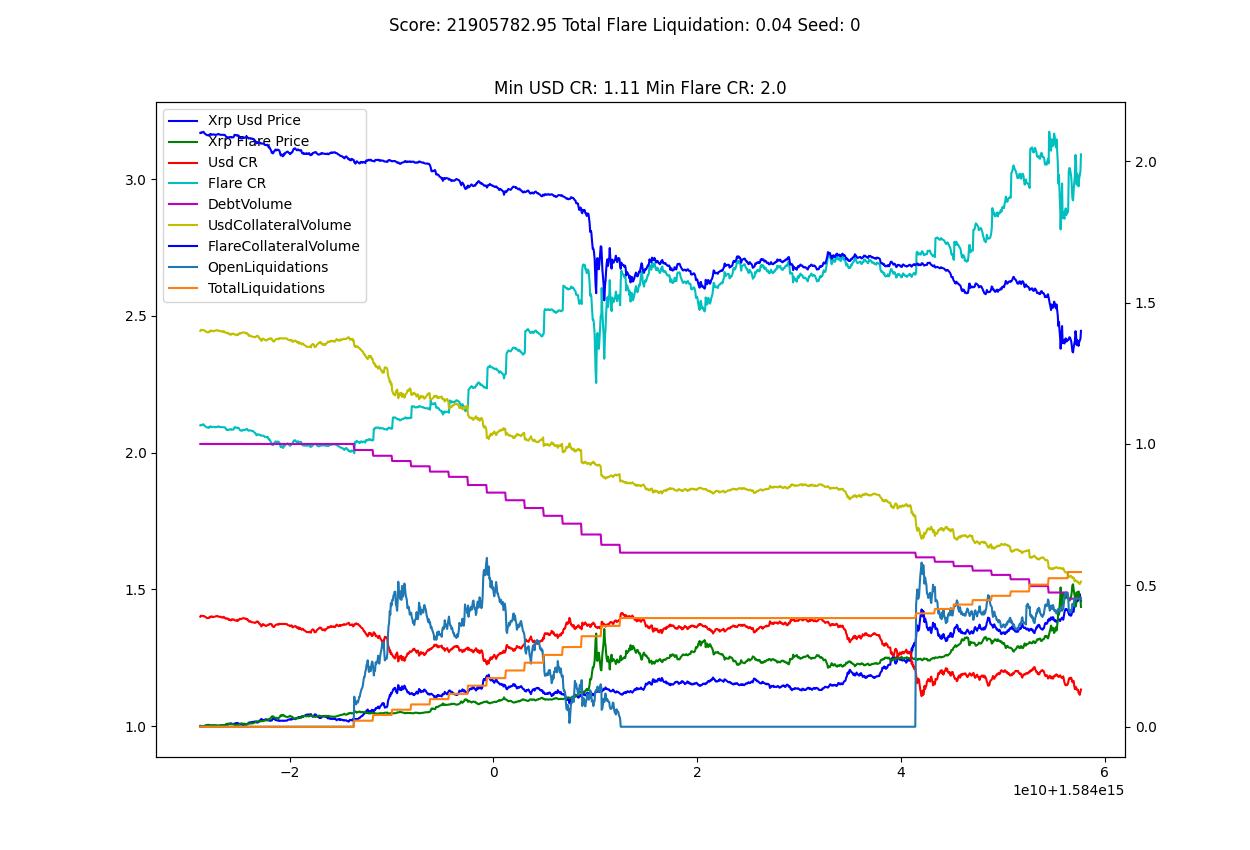 Score: 21905782.95 Total Flare Liquidation: 0.04 Seed: 0
Min USD CR: 1.11 Min Flare CR: 2.0
Xrp Usd Price
Xrp Flare Price
Usd CR
Flare CR
DebtVolume
UsdCollateralVolume
FlareCollateralVolume
OpenLiquidations
TotalLiquidations
3.0
2.5
2.0
1.5
1.0
2.0
1.5
1.0
0.5
0.0
−2
0
2
4
6
1e10+1.584e15